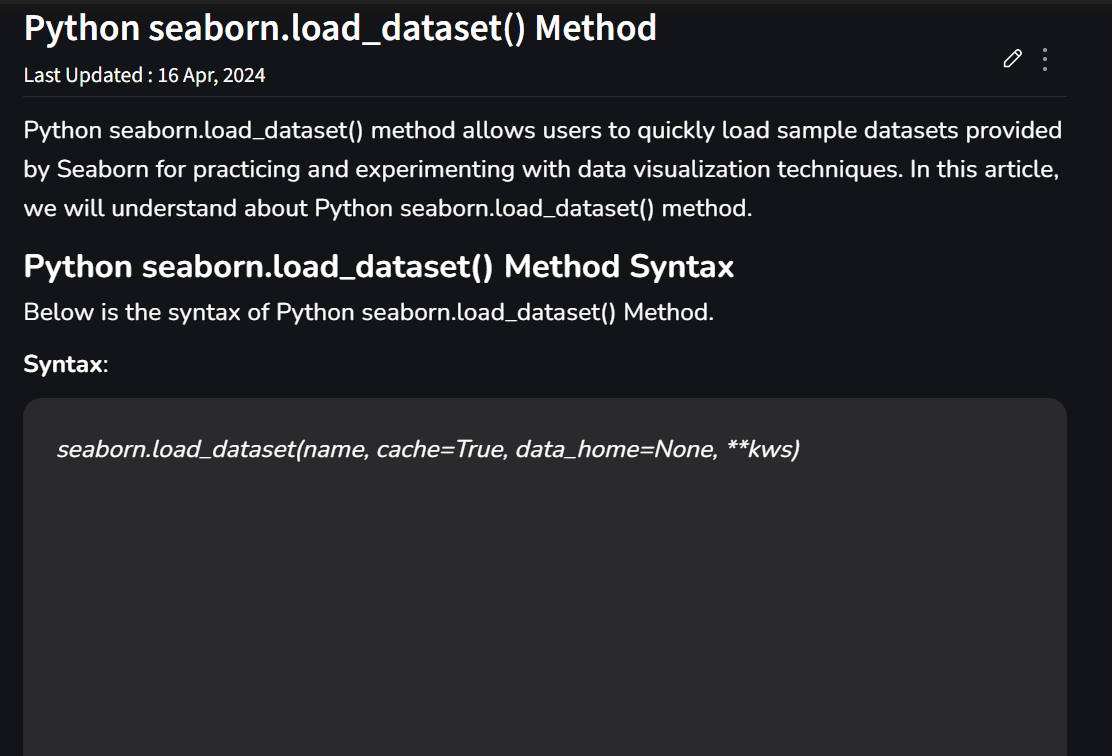 Python seaborn.load_dataset() Method
Last Updated : 16 Apr, 2024
Python seaborn.load_dataset() method allows users to quickly load sample datasets provided
by Seaborn for practicing and experimenting with data visualization techniques. In this article,
we will understand about Python seaborn.load_dataset() method.
Python seaborn.load_dataset() Method Syntax
Below is the syntax of Python seaborn.load_dataset() Method.
Syntax:
seaborn.load_dataset(name, cache=True, data_home=None, **kws)